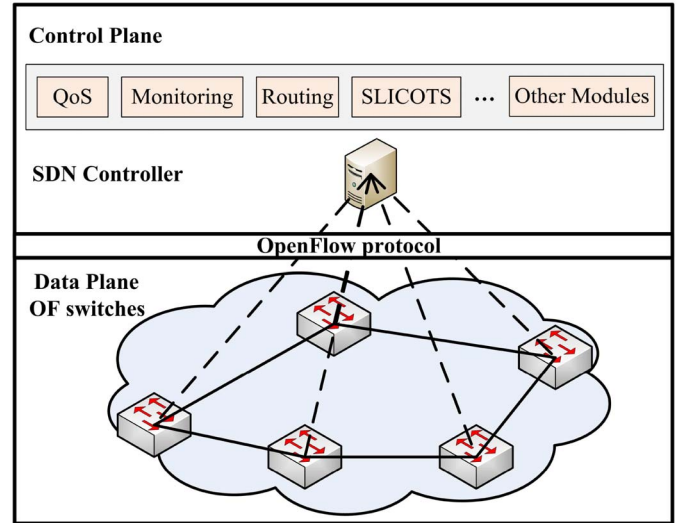 Control Plane
QoS Monitoring Routing SLICOTS ... Other Modules
SDN Controller
OpenFlow protocol
Data Plane
OF switches